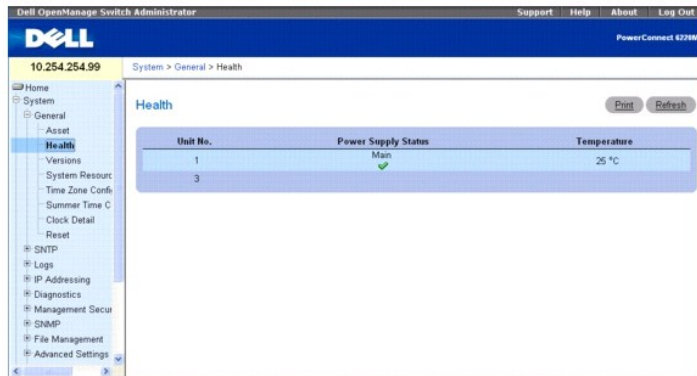 Dell OpenManage Switch Administrator
Support Help About Log Out
DELL
PowerConnect 6220M
10.254.254.99
System > General > Health
Home
System
General
Asset
Health
Versions
System Resourc
Time Zone Confi
Summer Time C
Clock Detail
Reset
SNTP
Logs
IP Addressing
Diagnostics
Management Secur
SNMP
File Management
Advanced Settings
Health
Print Refresh
Unit No. Power Supply Status Temperature
1 Main 25 °C
3